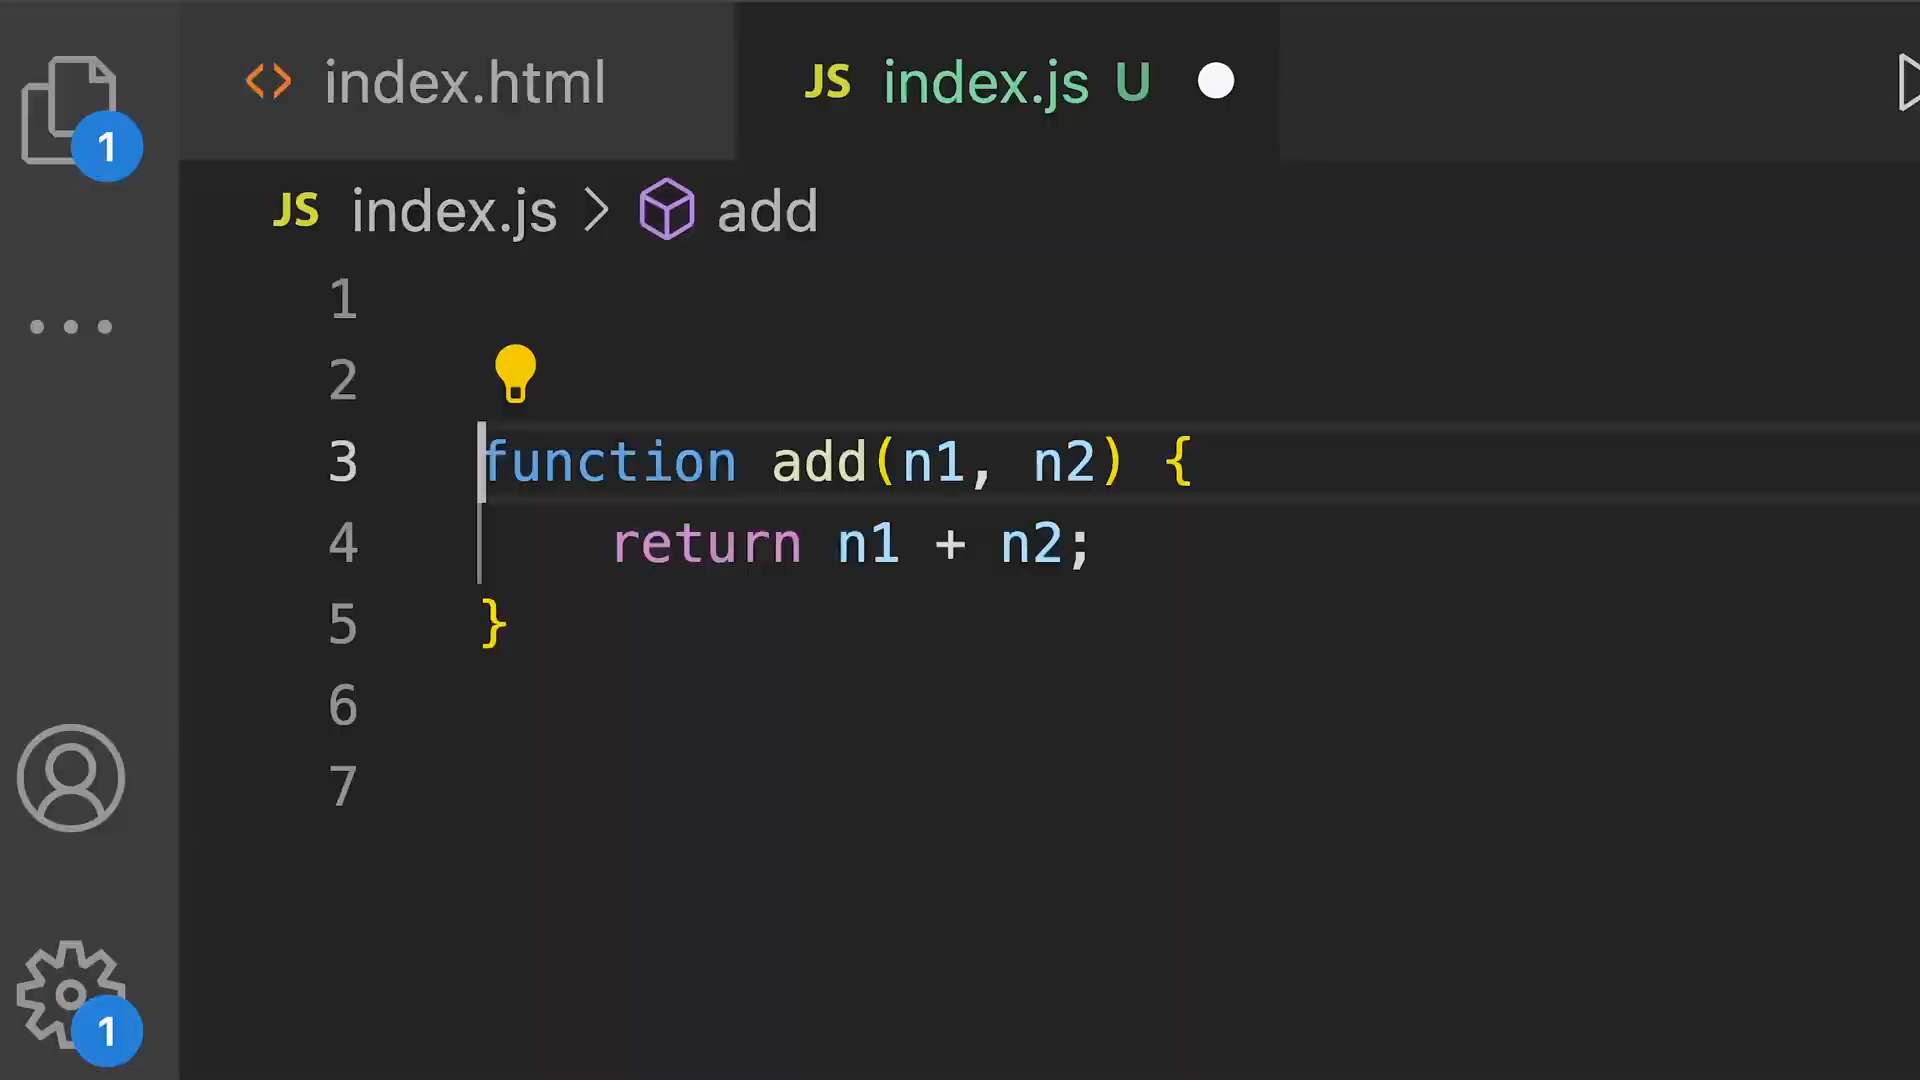 <> index.html JS index.js U
1
JS index.js > add
1
2
3 function add(n1, n2) {
4 return n1 + n2;
5 }
6
7
1